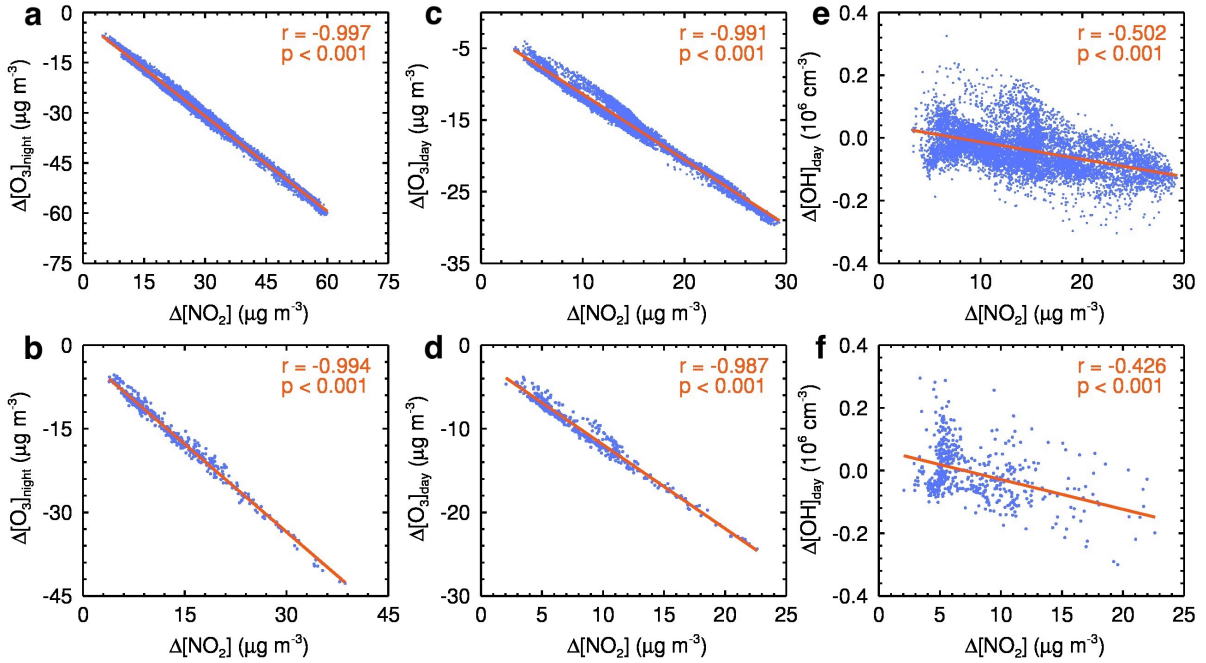 a
r = -0.997
p < 0.001
Δ[O₃]night (µg m⁻³)
0
-15
-30
-45
-60
-75
0 15 30 45 60 75
Δ[NO₂] (µg m⁻³)
c
r = -0.991
p < 0.001
Δ[O₃]day (µg m⁻³)
-5
-15
-25
-35
0 10 20 30
Δ[NO₂] (µg m⁻³)
e
r = -0.502
p < 0.001
Δ[OH]day (10⁶ cm⁻³)
0.4
0.2
0.0
-0.2
-0.4
0 10 20 30
Δ[NO₂] (µg m⁻³)
b
r = -0.994
p < 0.001
Δ[O₃]night (µg m⁻³)
0
-15
-30
-45
0 15 30 45
Δ[NO₂] (µg m⁻³)
d
r = -0.987
p < 0.001
Δ[O₃]day (µg m⁻³)
0
-10
-20
-30
0 5 10 15 20 25
Δ[NO₂] (µg m⁻³)
f
r = -0.426
p < 0.001
Δ[OH]day (10⁶ cm⁻³)
0.4
0.2
0.0
-0.2
-0.4
0 5 10 15 20 25
Δ[NO₂] (µg m⁻³)